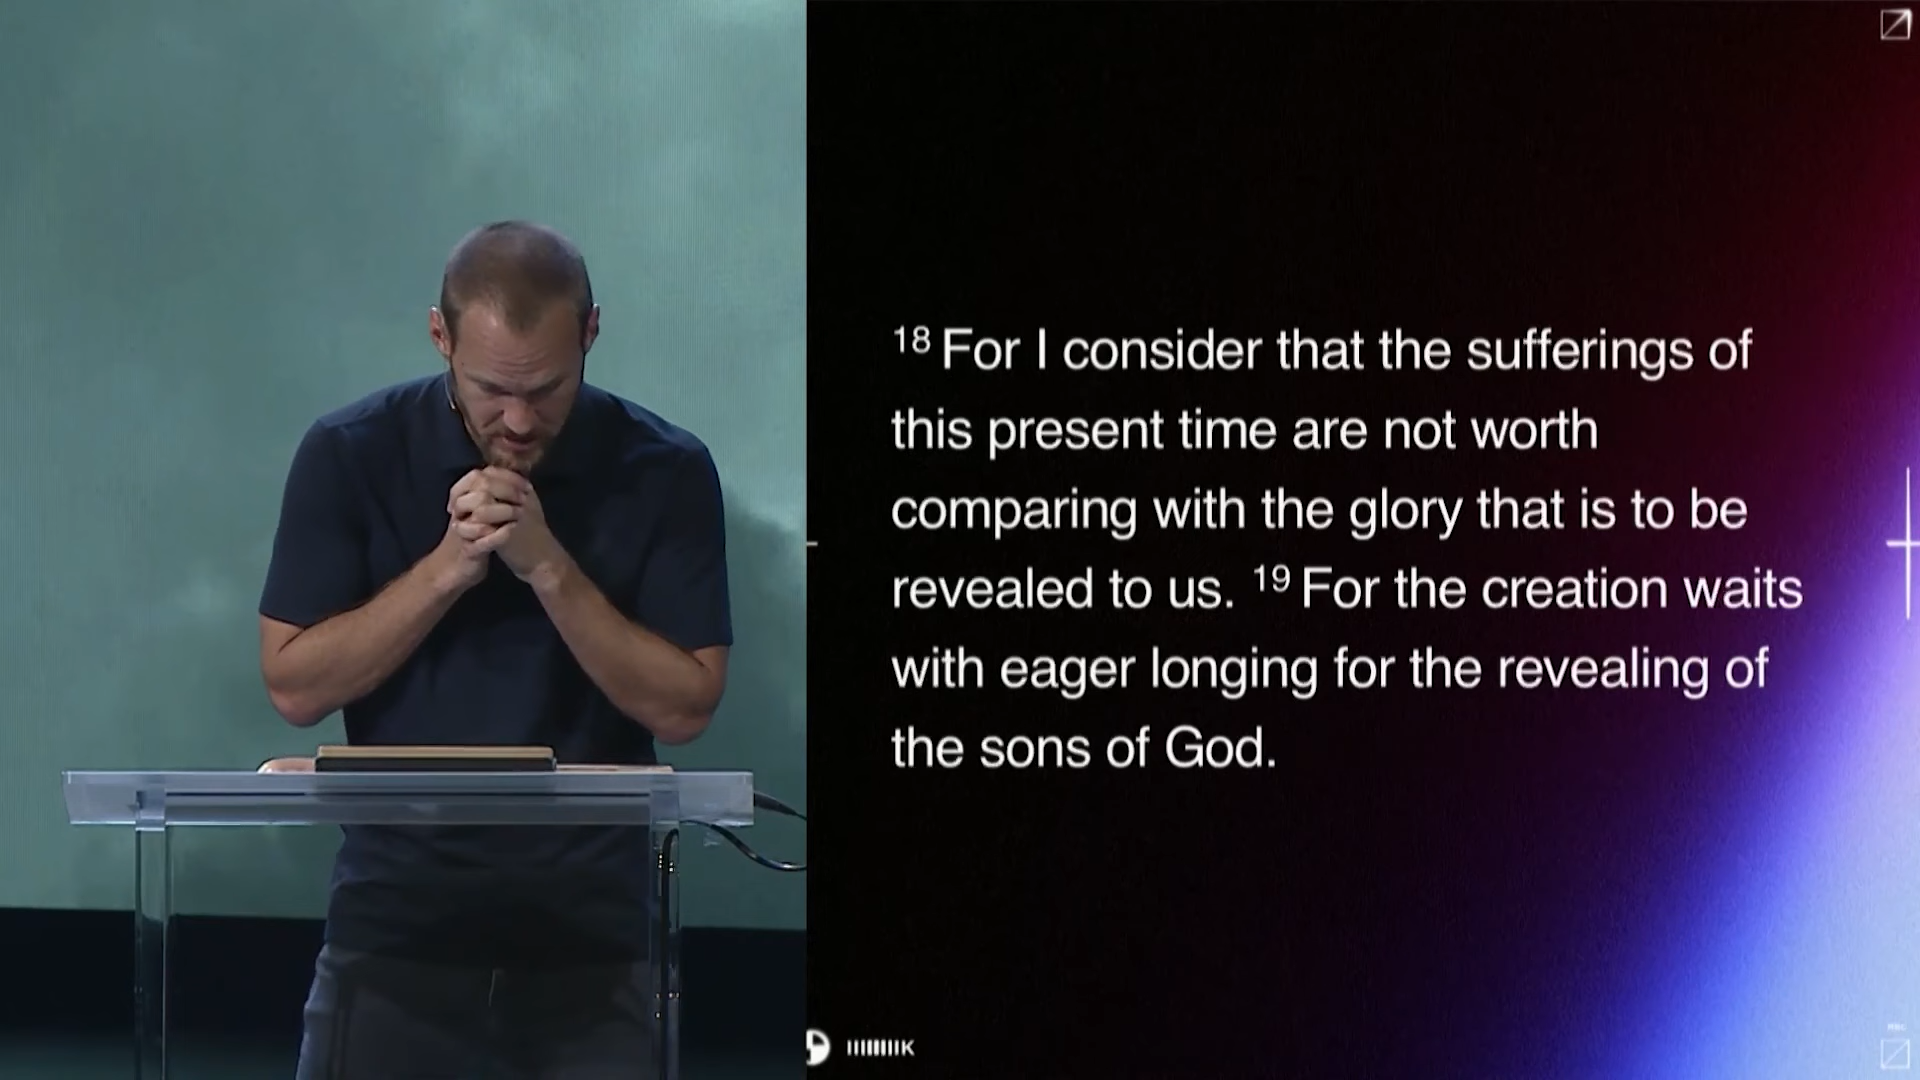 18 For I consider that the sufferings of
this present time are not worth
comparing with the glory that is to be
revealed to us. 19 For the creation waits
with eager longing for the revealing of
the sons of God.